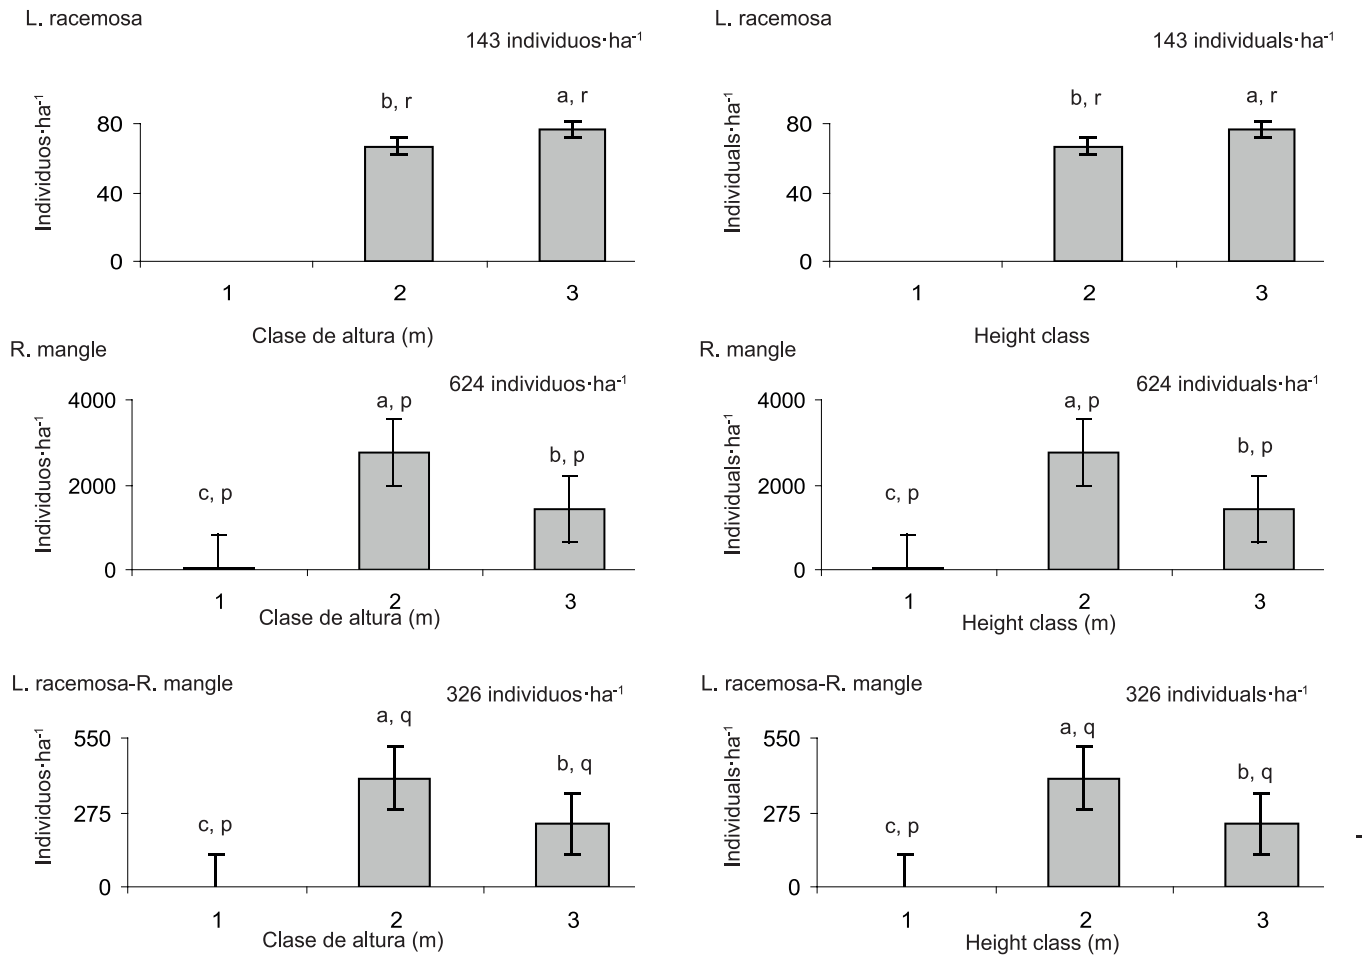 L. racemosa
143 individuos·ha-1
b, r
a, r
80
40
0
Individuos·ha-1
1 2 3
Clase de altura (m)
L. racemosa
143 individuals·ha-1
b, r
a, r
80
40
0
Individuals·ha-1
1 2 3
Height class
R. mangle
624 individuos·ha-1
a, p
b, p
c, p
4000
2000
0
Individuos·ha-1
1 2 3
Clase de altura (m)
R. mangle
624 individuals·ha-1
a, p
b, p
c, p
4000
2000
0
Individuals·ha-1
1 2 3
Height class (m)
L. racemosa-R. mangle
326 individuos·ha-1
a, q
b, q
c, p
550
275
0
Individuos·ha-1
1 2 3
Clase de altura (m)
L. racemosa-R. mangle
326 individuals·ha-1
a, q
b, q
c, p
550
275
0
Individuals·ha-1
1 2 3
Height class (m)